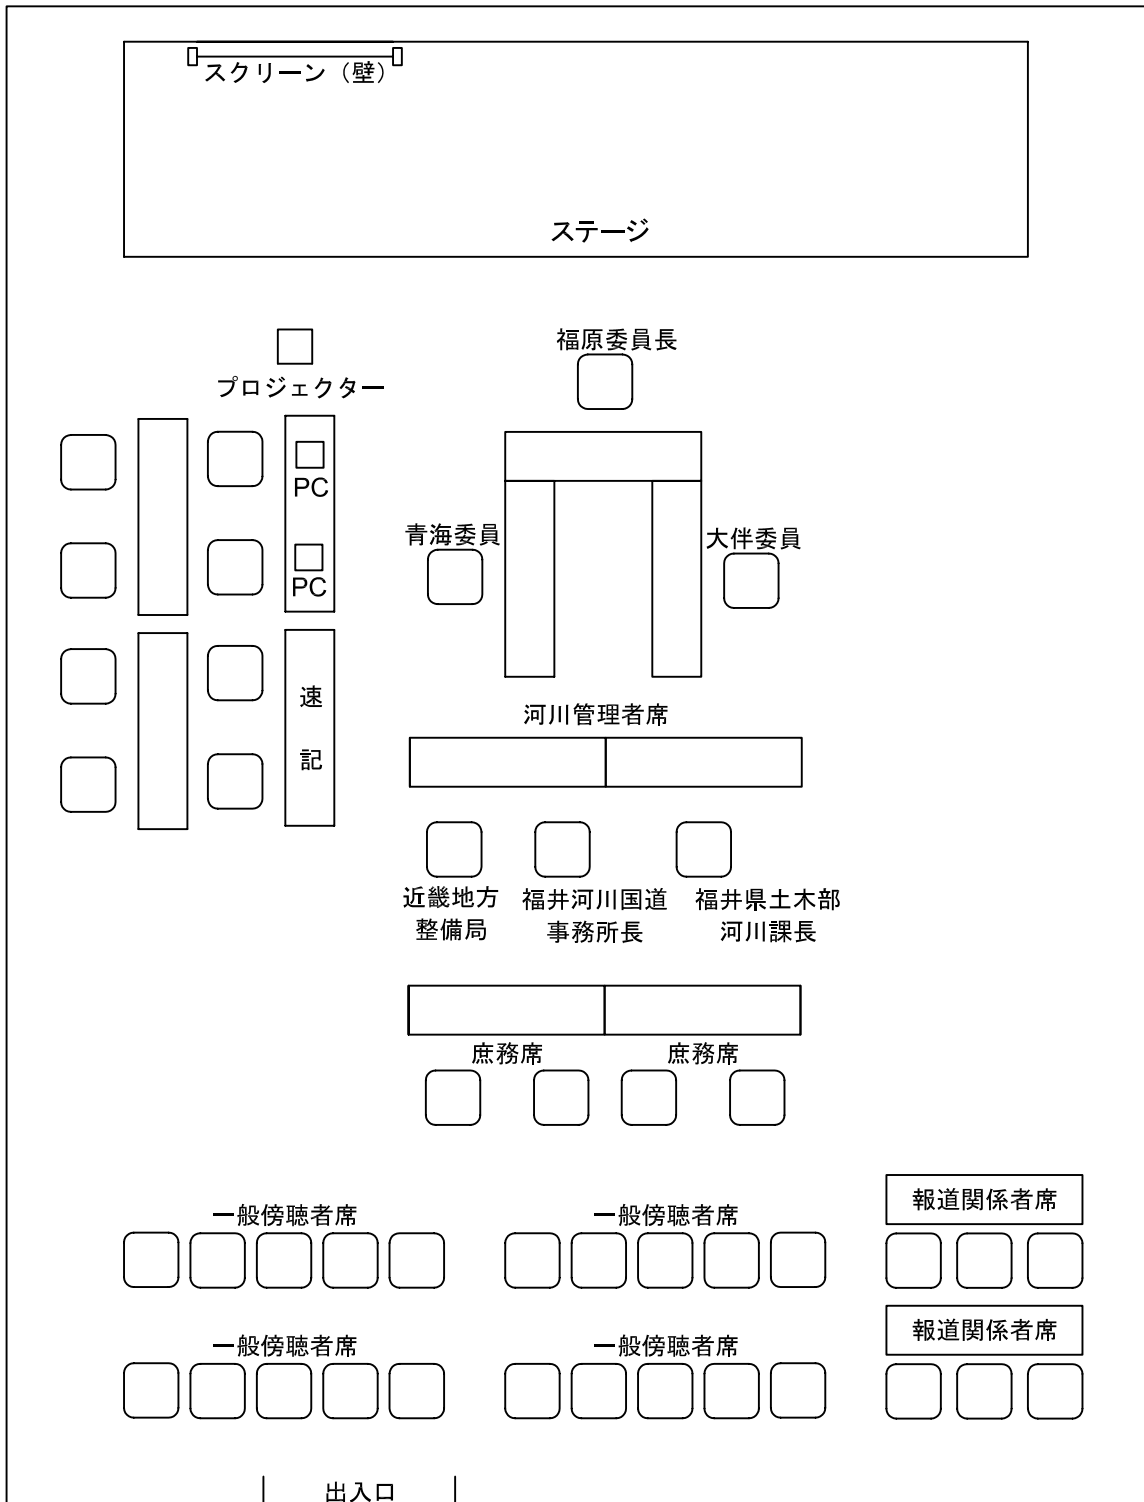 スクリーン（壁）
ステージ
福原委員長
プロジェクター
PC
PC
青海委員
大伴委員
速
記
河川管理者席
近畿地方
整備局
福井河川国道
事務所長
福井県土木部
河川課長
庶務席
庶務席
一般傍聴者席
一般傍聴者席
報道関係者席
一般傍聴者席
一般傍聴者席
報道関係者席
出入口